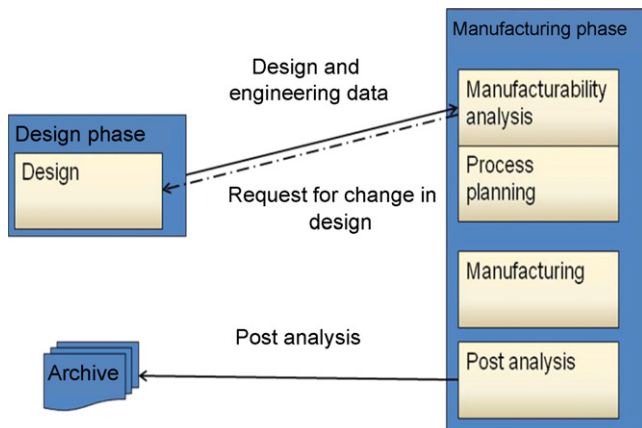 Manufacturing phase
Design and
engineering data
Manufacturability
analysis
Design phase
Design
Process
planning
Request for change in
design
Manufacturing
Post analysis
Post analysis
Archive